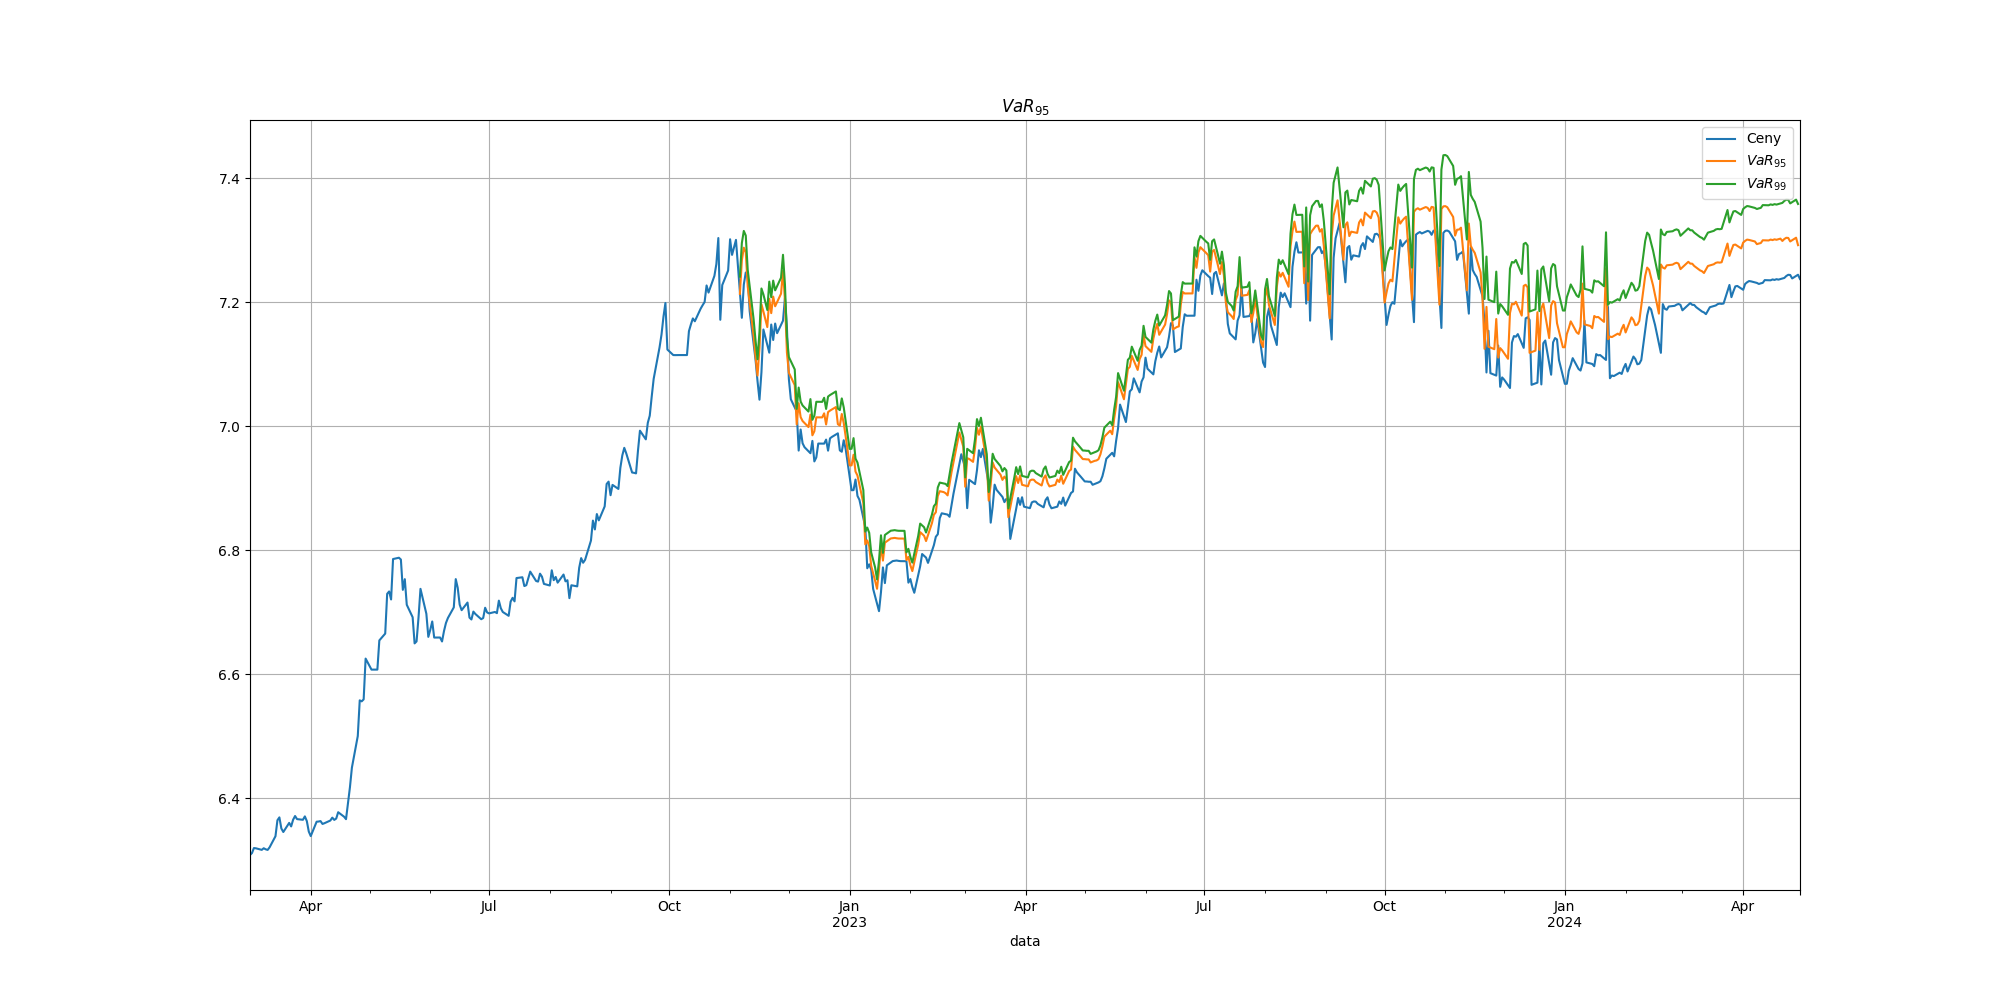 VaR₉₅
Ceny
VaR₉₅
VaR₉₉
7.4
7.2
7.0
6.8
6.6
6.4
Apr Jul Oct Jan Apr Jul Oct Jan Apr
2023 2024
data